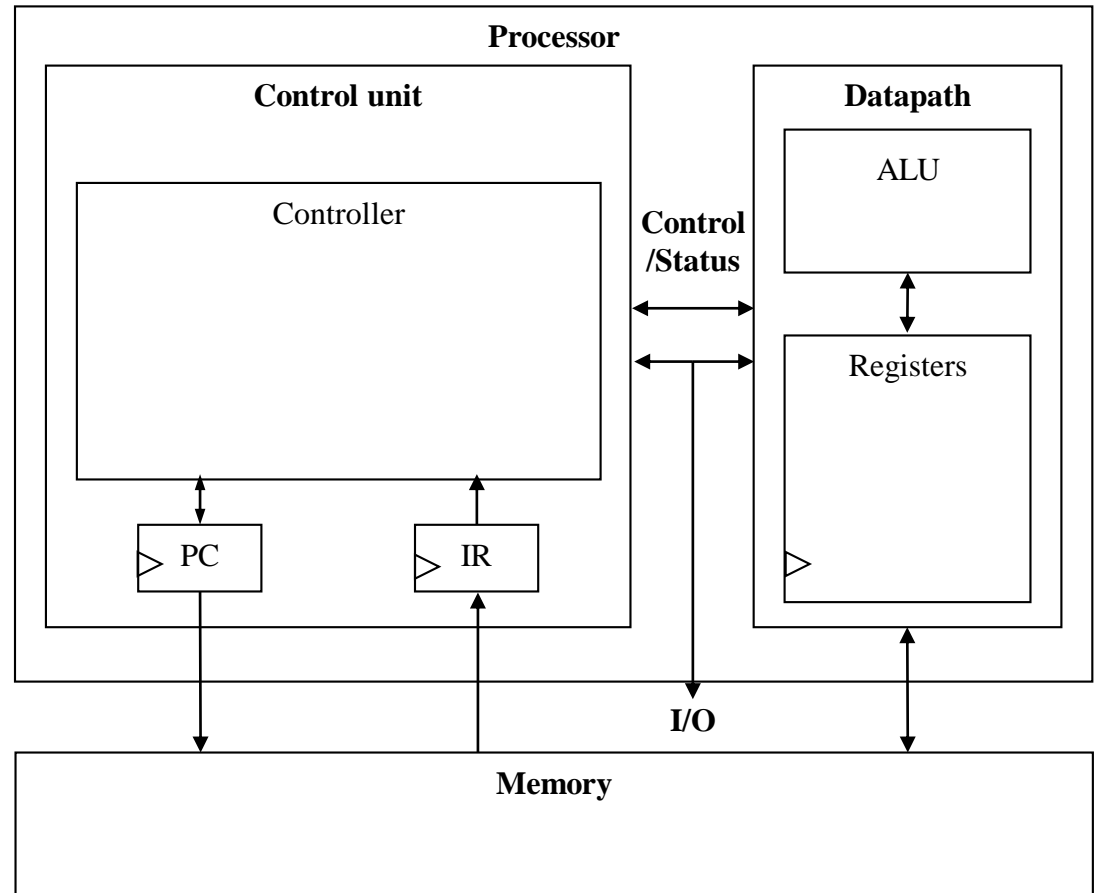 Processor
Control unit
Datapath
ALU
Controller
Control
/Status
Registers
PC
IR
I/O
Memory